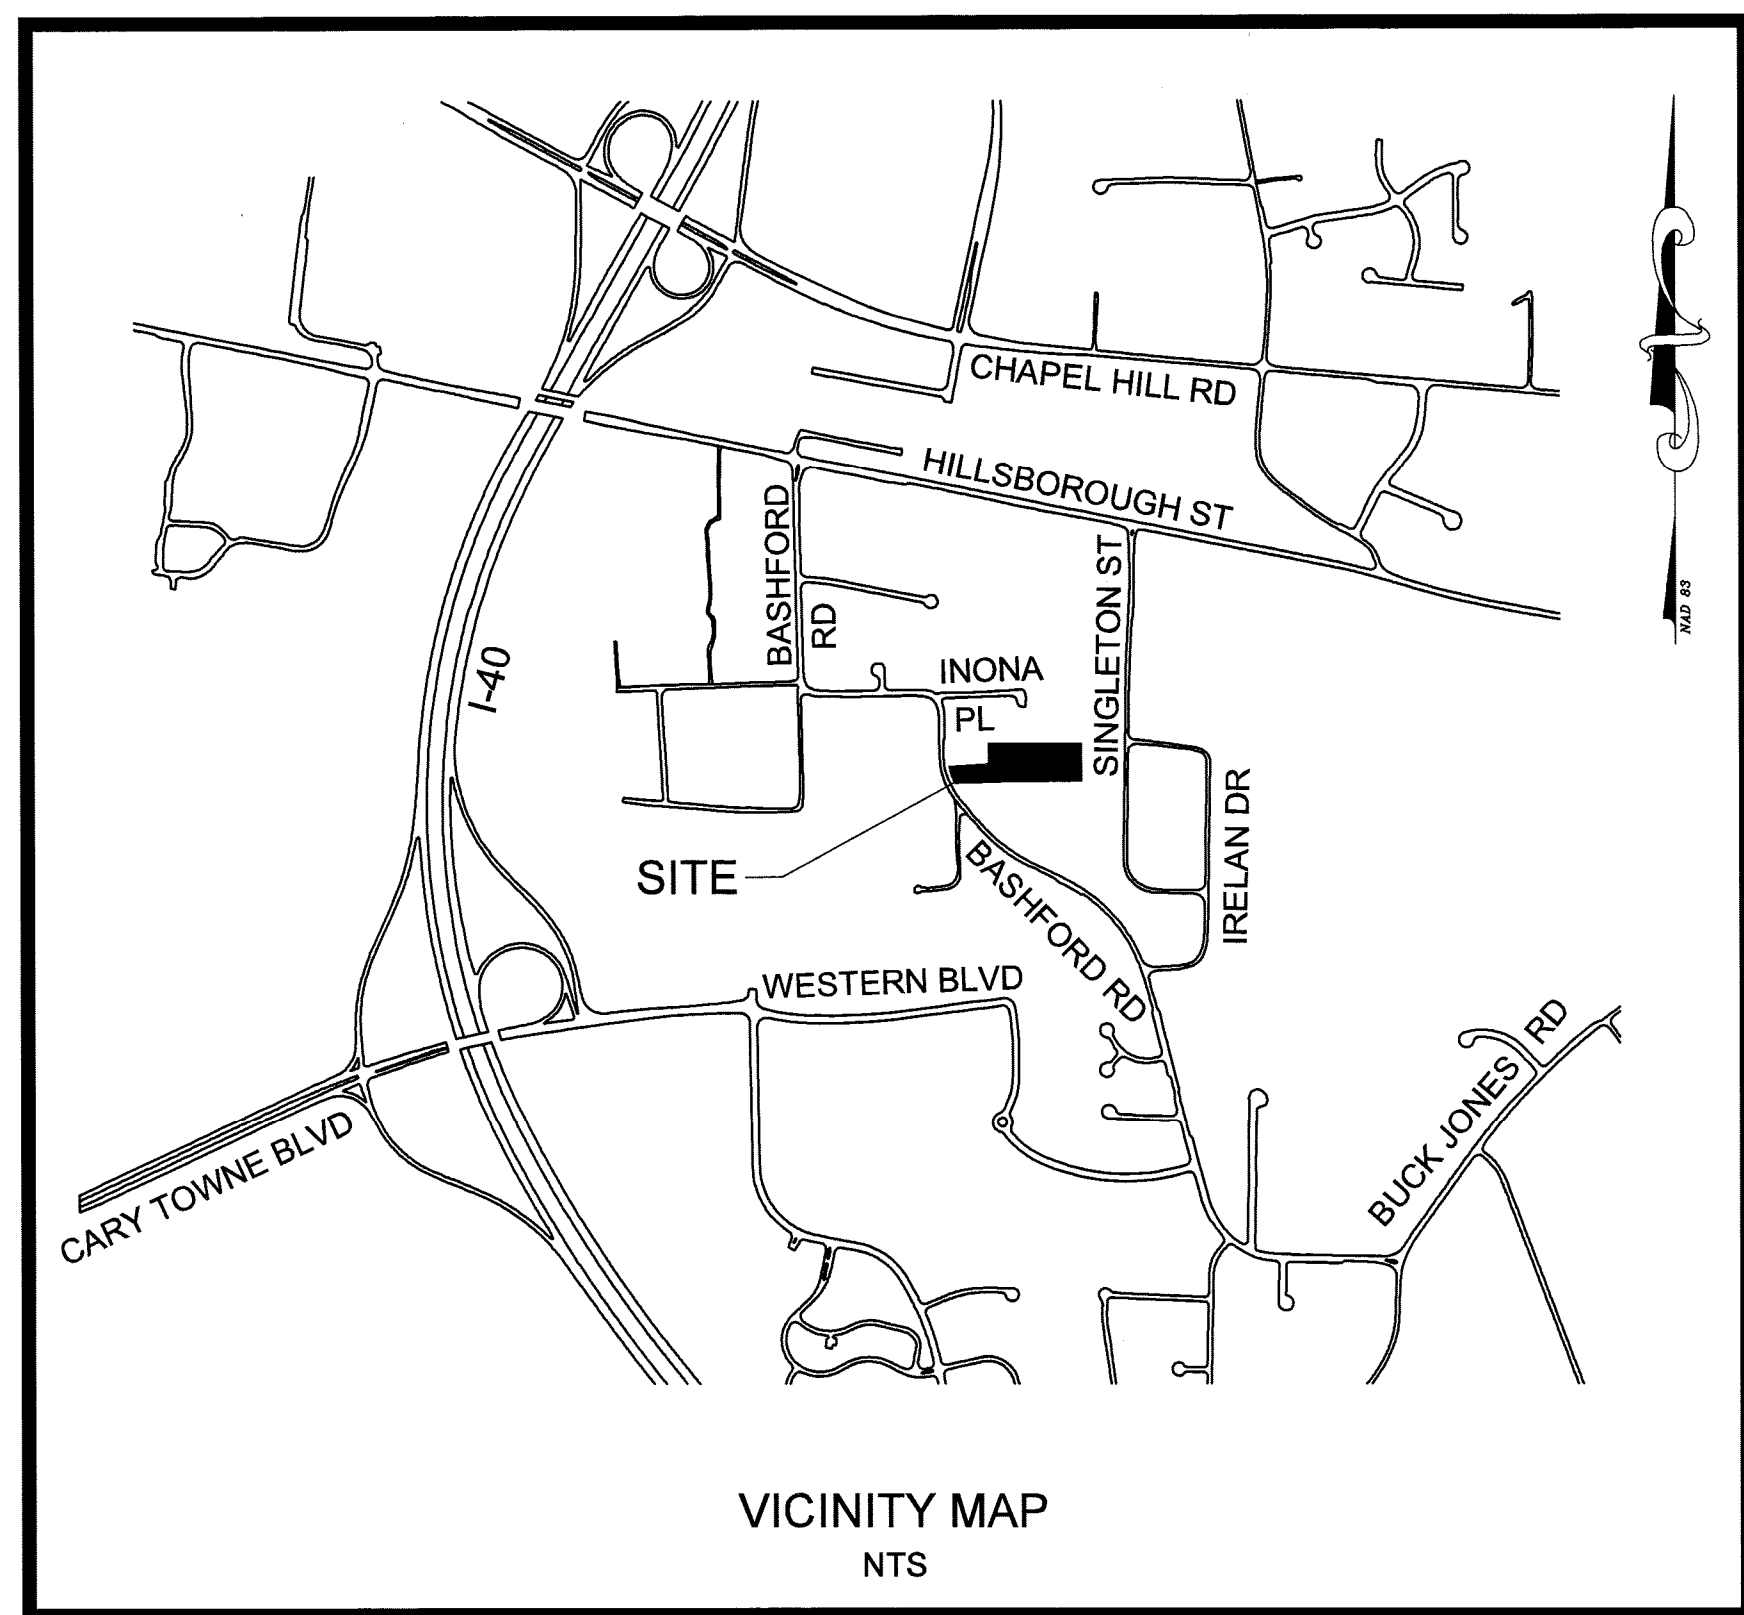 CHAPEL HILL RD
HILLSBOROUGH ST
BASHFORD
RD
SINGLETON ST
NAD 83
I-40
INONA
PL
IRELAN DR
SITE
BASHFORD RD
WESTERN BLVD
BUCK JONES RD
CARY TOWNE BLVD
VICINITY MAP
NTS